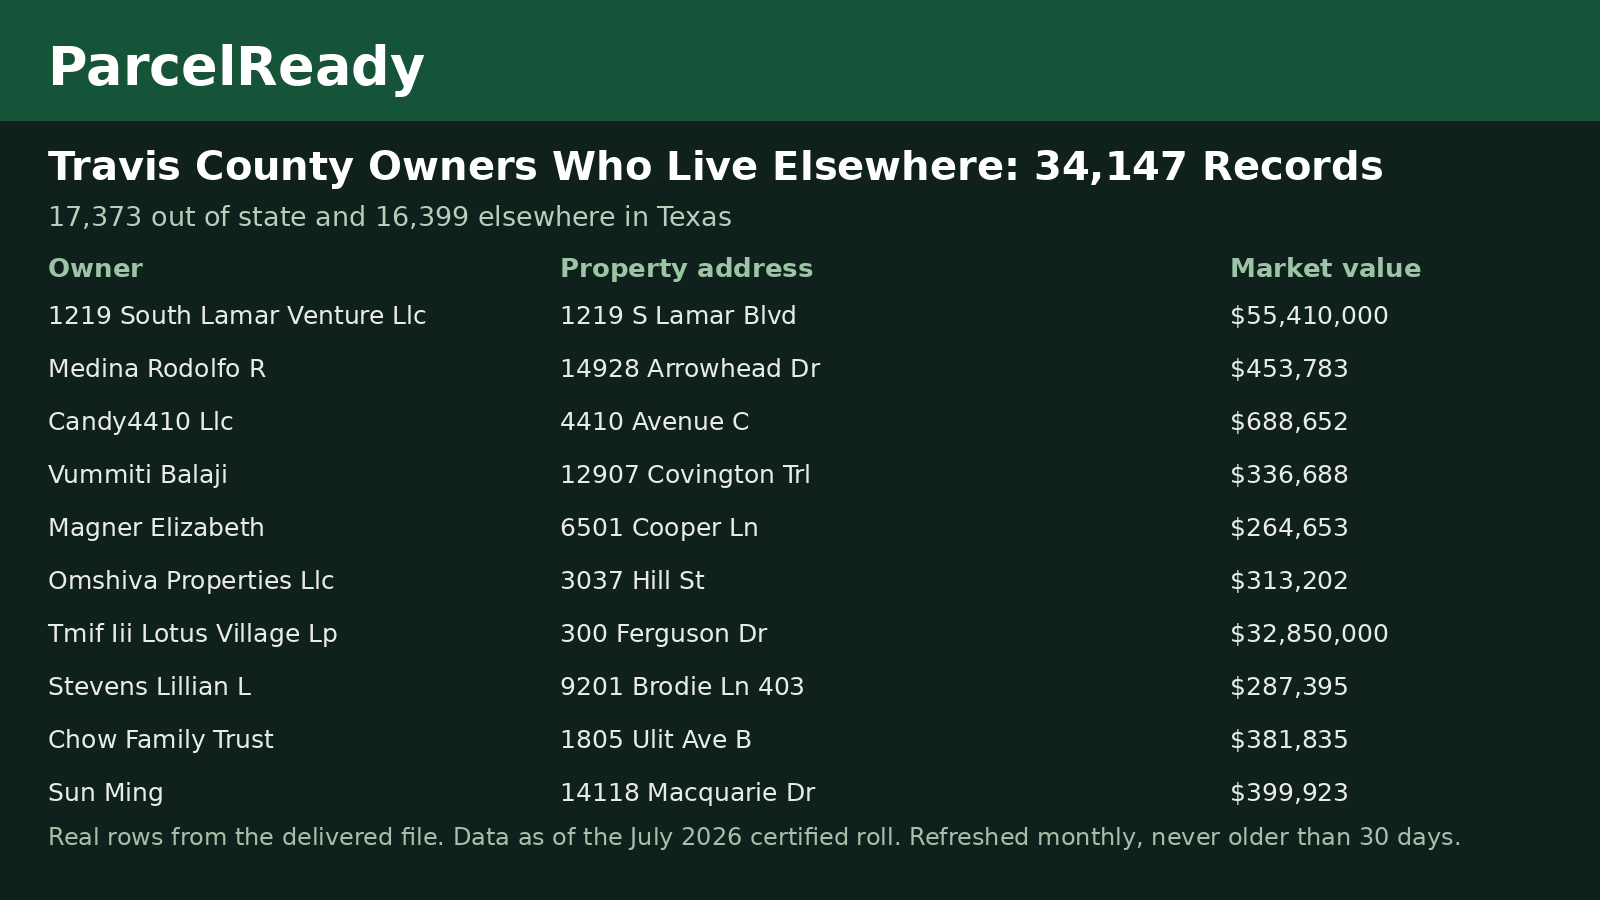 ParcelReady
Travis County Owners Who Live Elsewhere: 34,147 Records
17,373 out of state and 16,399 elsewhere in Texas
Owner Property address Market value
1219 South Lamar Venture Llc 1219 S Lamar Blvd $55,410,000
Medina Rodolfo R 14928 Arrowhead Dr $453,783
Candy4410 Llc 4410 Avenue C $688,652
Vummiti Balaji 12907 Covington Trl $336,688
Magner Elizabeth 6501 Cooper Ln $264,653
Omshiva Properties Llc 3037 Hill St $313,202
Tmif Iii Lotus Village Lp 300 Ferguson Dr $32,850,000
Stevens Lillian L 9201 Brodie Ln 403 $287,395
Chow Family Trust 1805 Ulit Ave B $381,835
Sun Ming 14118 Macquarie Dr $399,923
Real rows from the delivered file. Data as of the July 2026 certified roll. Refreshed monthly, never older than 30 days.